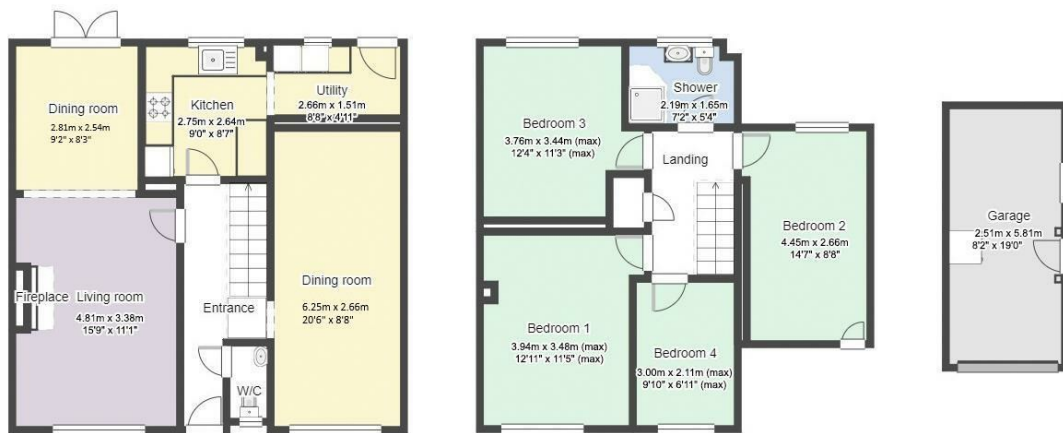 Dining room
2.81m x 2.54m
9'2" x 8'3"
Kitchen
2.75m x 2.64m
9'0" x 8'7"
Utility
2.66m x 1.51m
8'8" x 4'11"
Fireplace
Living room
4.81m x 3.38m
15'9" x 11'1"
Entrance
W/C
Dining room
6.25m x 2.66m
20'6" x 8'8"
Bedroom 3
3.76m x 3.44m (max)
12'4" x 11'3" (max)
Shower
2.19m x 1.65m
7'2" x 5'4"
Landing
Bedroom 2
4.45m x 2.66m
14'7" x 8'8"
Bedroom 1
3.94m x 3.48m (max)
12'11" x 11'5" (max)
Bedroom 4
3.00m x 2.11m (max)
9'10" x 6'11" (max)
Garage
2.51m x 5.81m
8'2" x 19'0"